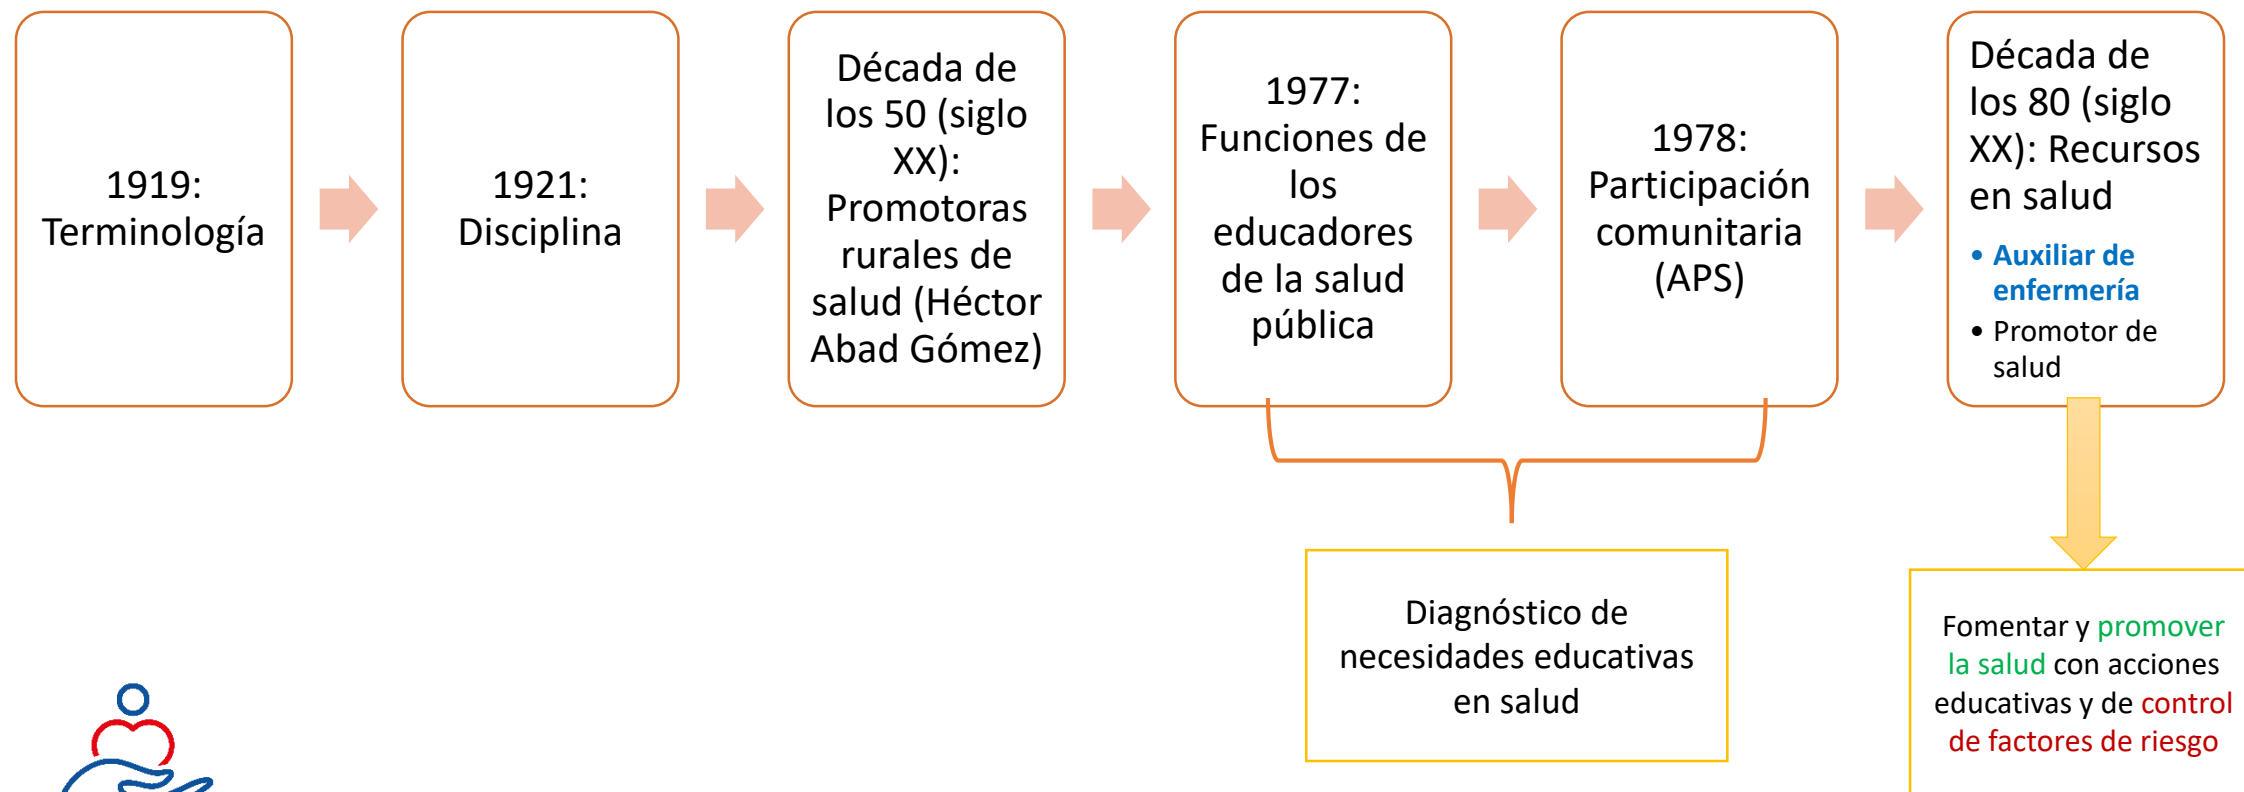 1919:
Terminología
1921:
Disciplina
Década de
los 50 (siglo
XX):
Promotoras
rurales de
salud (Héctor
Abad Gómez)
1977:
Funciones de
los
educadores
de la salud
pública
1978:
Participación
comunitaria
(APS)
Década de
los 80 (siglo
XX): Recursos
en salud
• Auxiliar de
enfermería
• Promotor de
salud
Diagnóstico de
necesidades educativas
en salud
Fomentar y promover
la salud con acciones
educativas y de control
de factores de riesgo